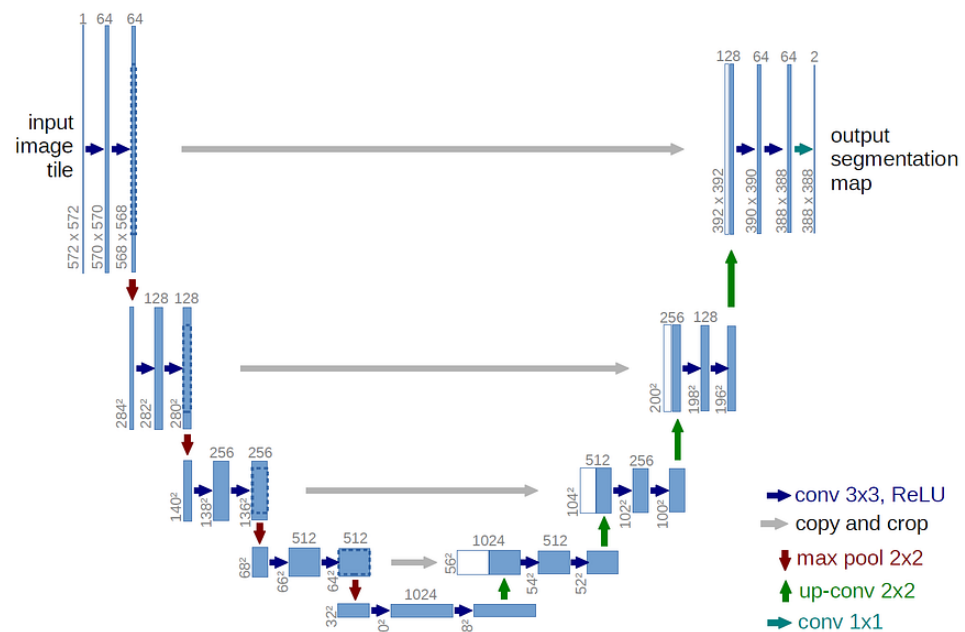 1 64 64
128 64 64 2
input
image
tile
output
segmentation
map
572 x 572
570 x 570
568 x 568
392 x 392
390 x 390
388 x 388
388 x 388
128 128
256 128
284²
282²
280²
200²
198²
196²
256 256
512 256
140²
138²
136²
104²
102²
100²
512 512
1024 512
68²
66²
64²
56²
54²
52²
1024
32²
0²
8²
conv 3x3, ReLU
copy and crop
max pool 2x2
up-conv 2x2
conv 1x1